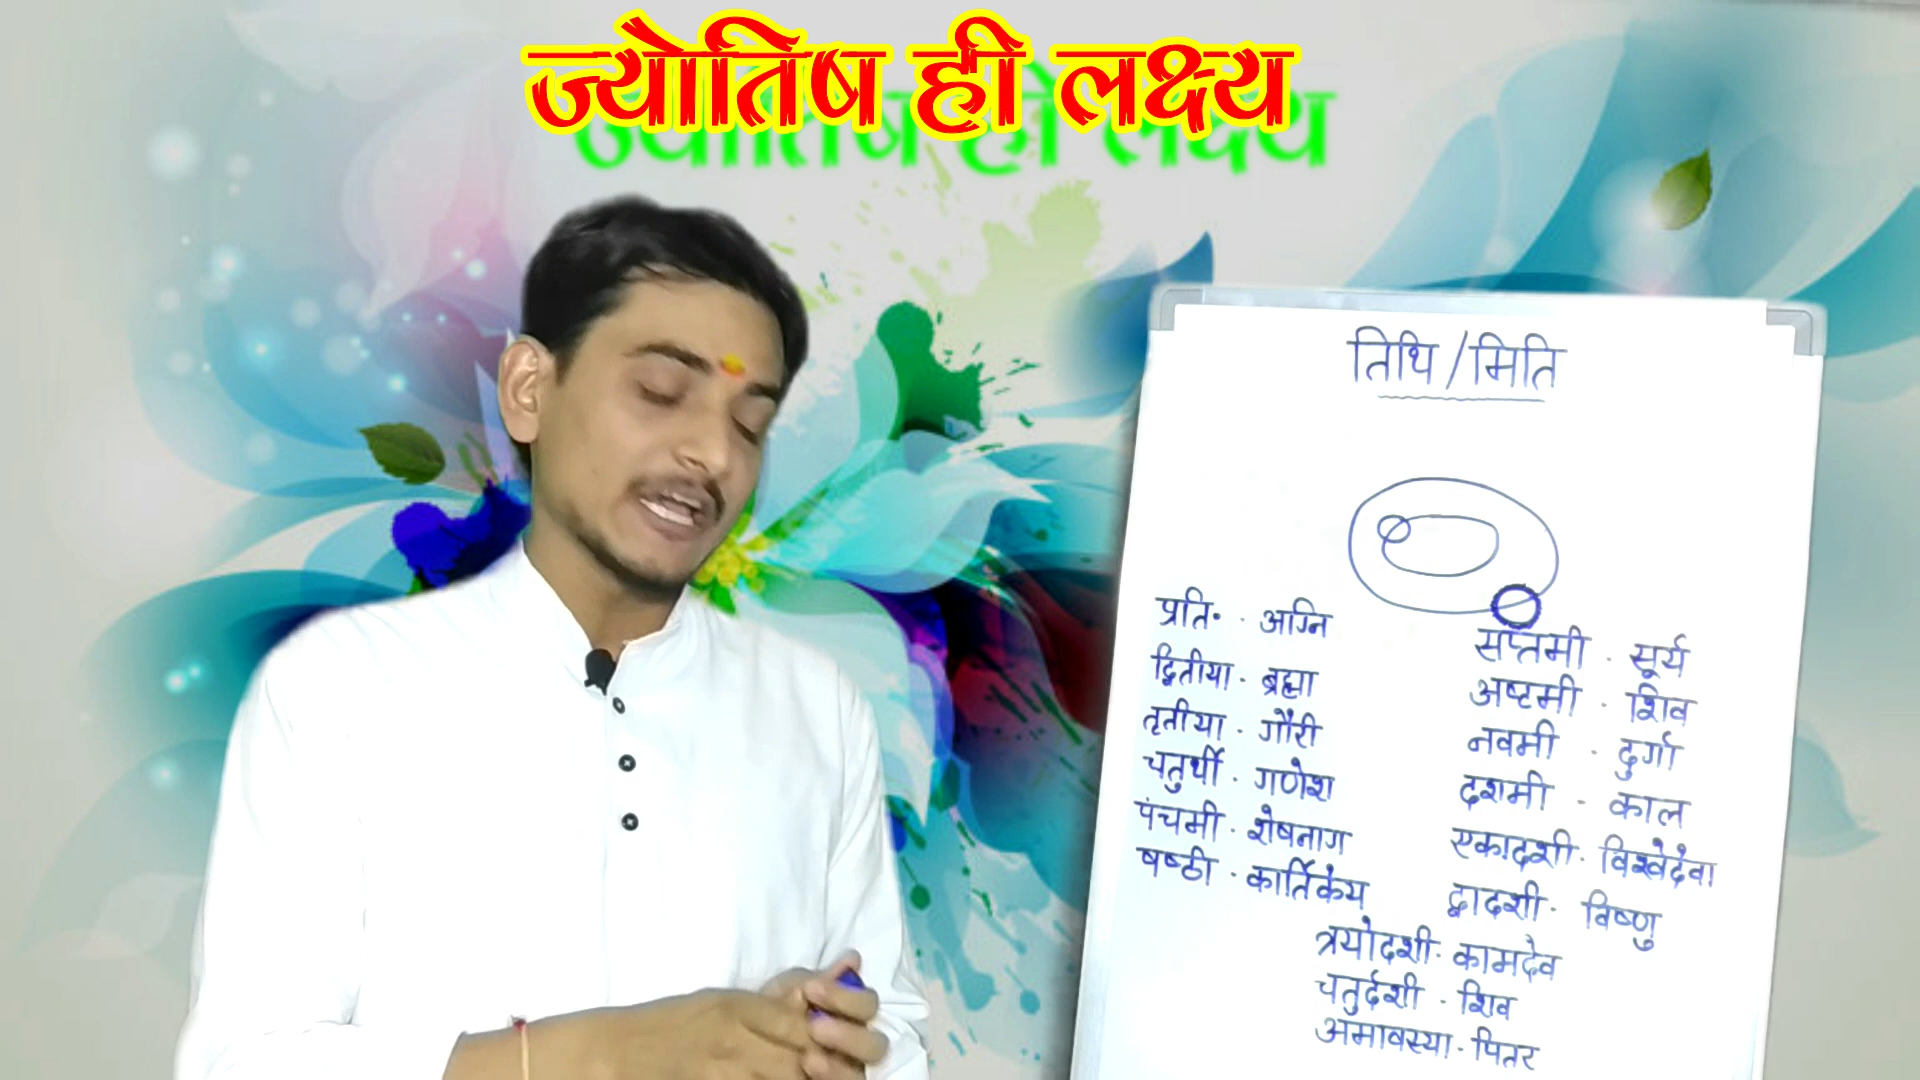 ज्योतिष ही लक्ष्य
तिथि / मिति
प्रति॰ · अग्नि
द्वितीया - ब्रह्मा
तृतीया - गौरी
चतुर्थी - गणेश
पंचमी - शेषनाग
षष्ठी - कार्तिकेय
सप्तमी - सूर्य
अष्टमी - शिव
नवमी - दुर्गा
दशमी - काल
एकादशी - विश्वेदेवा
द्वादशी - विष्णु
त्रयोदशी - कामदेव
चतुर्दशी - शिव
अमावस्या - पितर